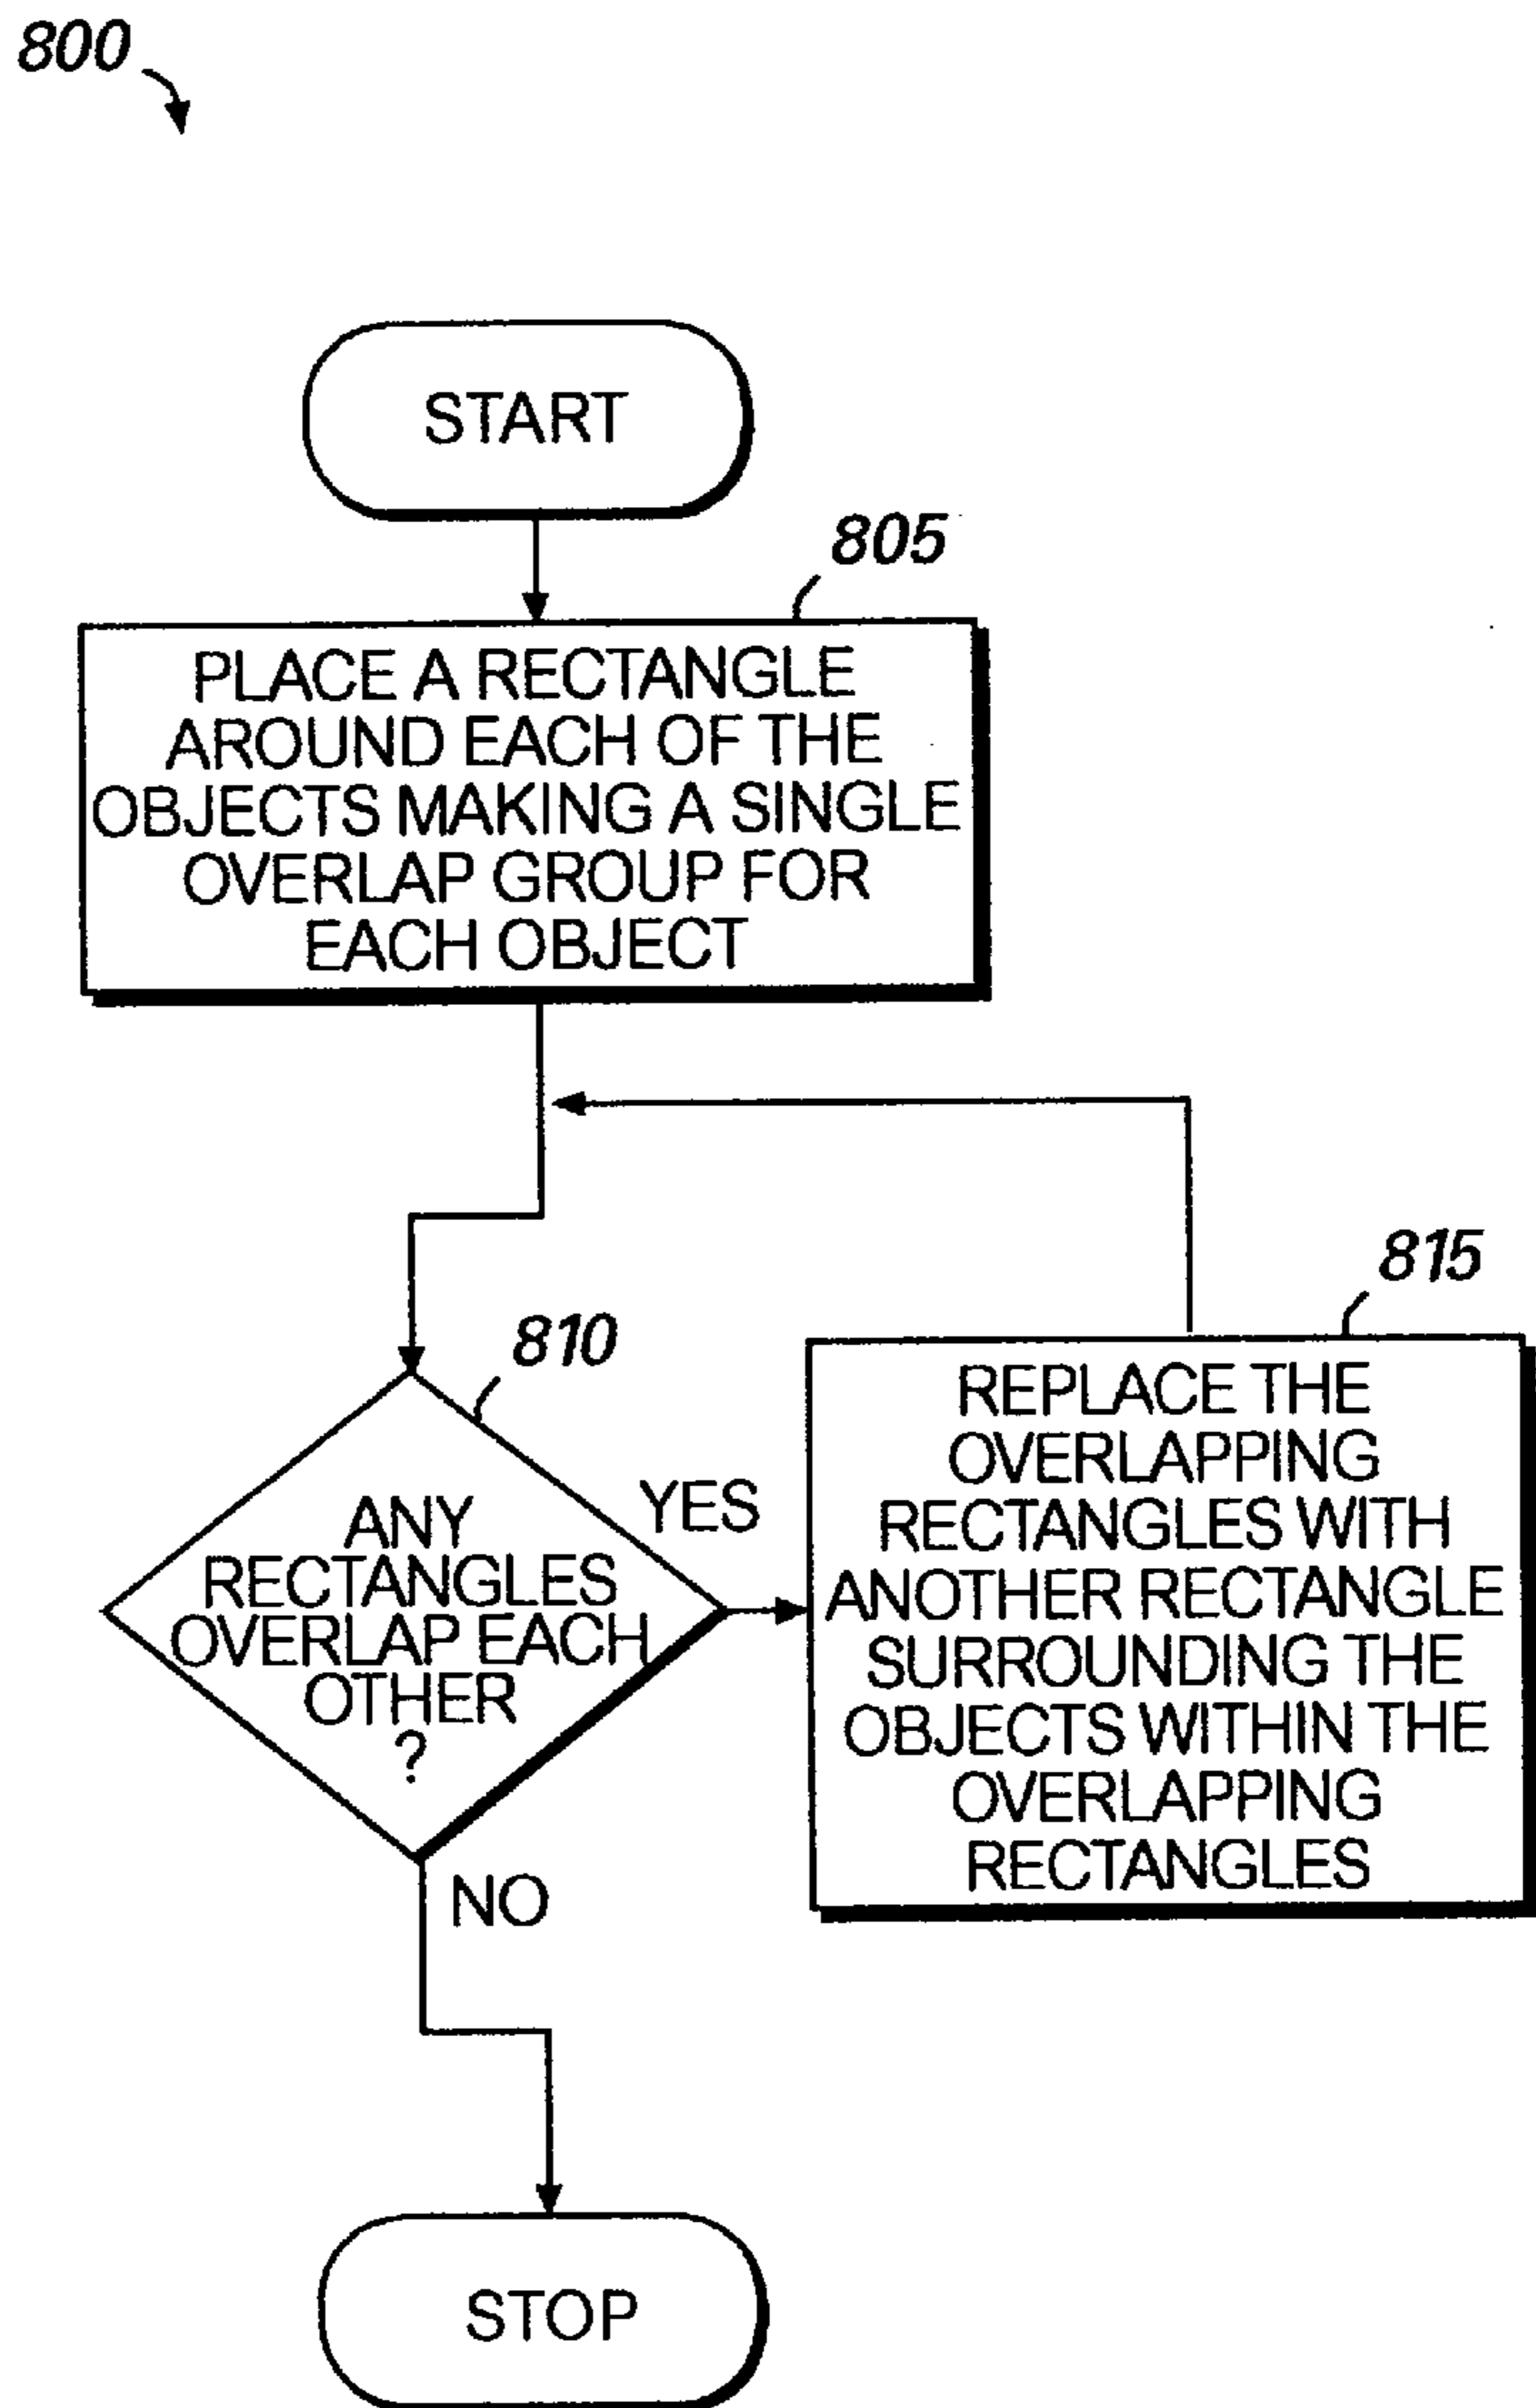 800
START
805
PLACE A RECTANGLE
AROUND EACH OF THE
OBJECTS MAKING A SINGLE
OVERLAP GROUP FOR
EACH OBJECT
810
ANY
RECTANGLES
OVERLAP EACH
OTHER
?
YES
815
REPLACE THE
OVERLAPPING
RECTANGLES WITH
ANOTHER RECTANGLE
SURROUNDING THE
OBJECTS WITHIN THE
OVERLAPPING
RECTANGLES
NO
STOP